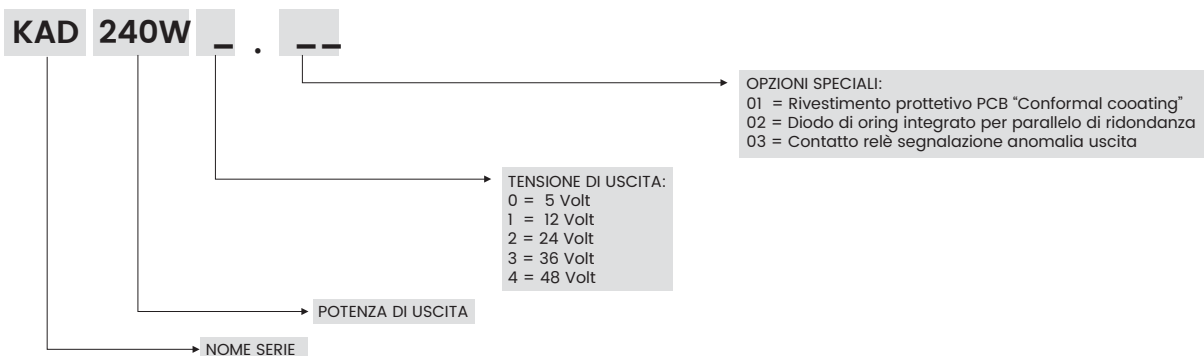 KAD 240W _ . _ _
OPZIONI SPECIALI:
01 = Rivestimento prottetivo PCB “Conformal cooating”
02 = Diodo di oring integrato per parallelo di ridondanza
03 = Contatto relè segnalazione anomalia uscita
TENSIONE DI USCITA:
0 = 5 Volt
1 = 12 Volt
2 = 24 Volt
3 = 36 Volt
4 = 48 Volt
POTENZA DI USCITA
NOME SERIE